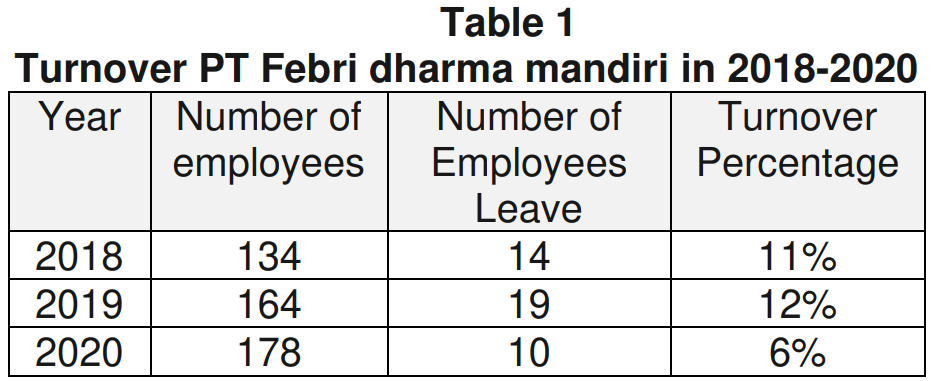 Table 1
Turnover PT Febri dharma mandiri in 2018-2020
Year Number of employees Number of Employees Leave Turnover Percentage
2018 134 14 11%
2019 164 19 12%
2020 178 10 6%